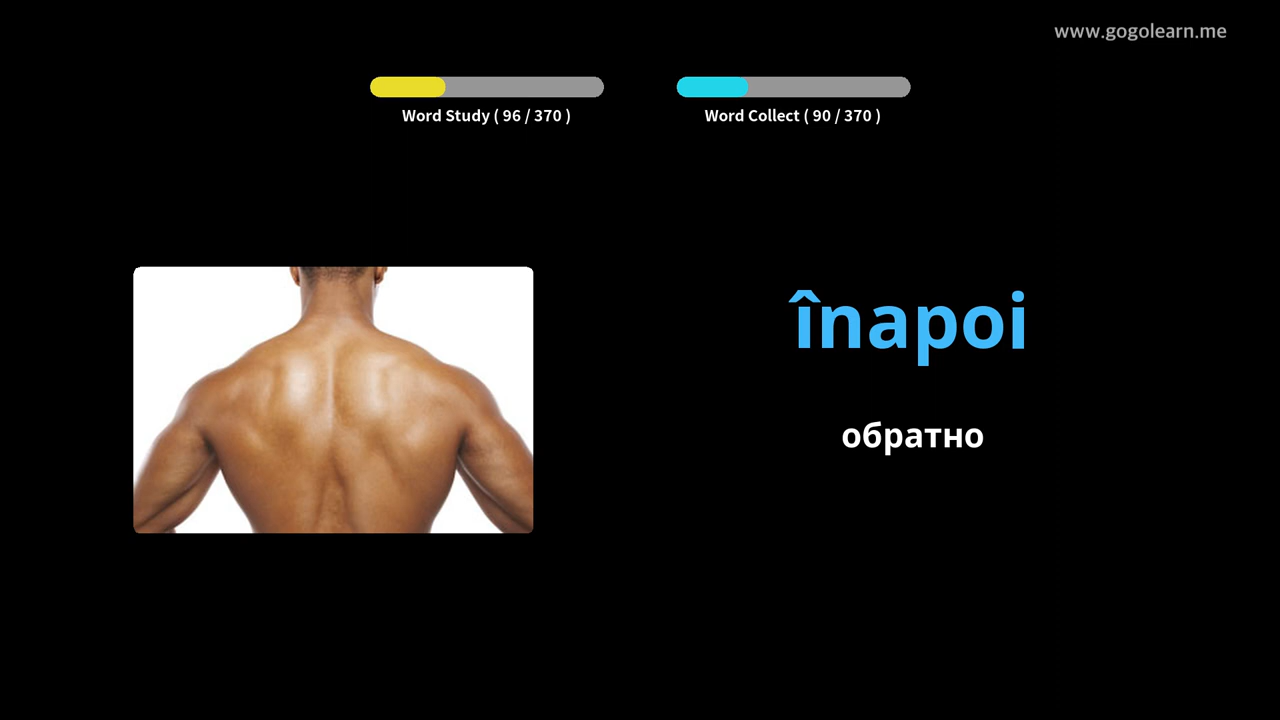 www.gogolearn.me
Word Study ( 96 / 370 )
Word Collect ( 90 / 370 )
înapoi
обратно